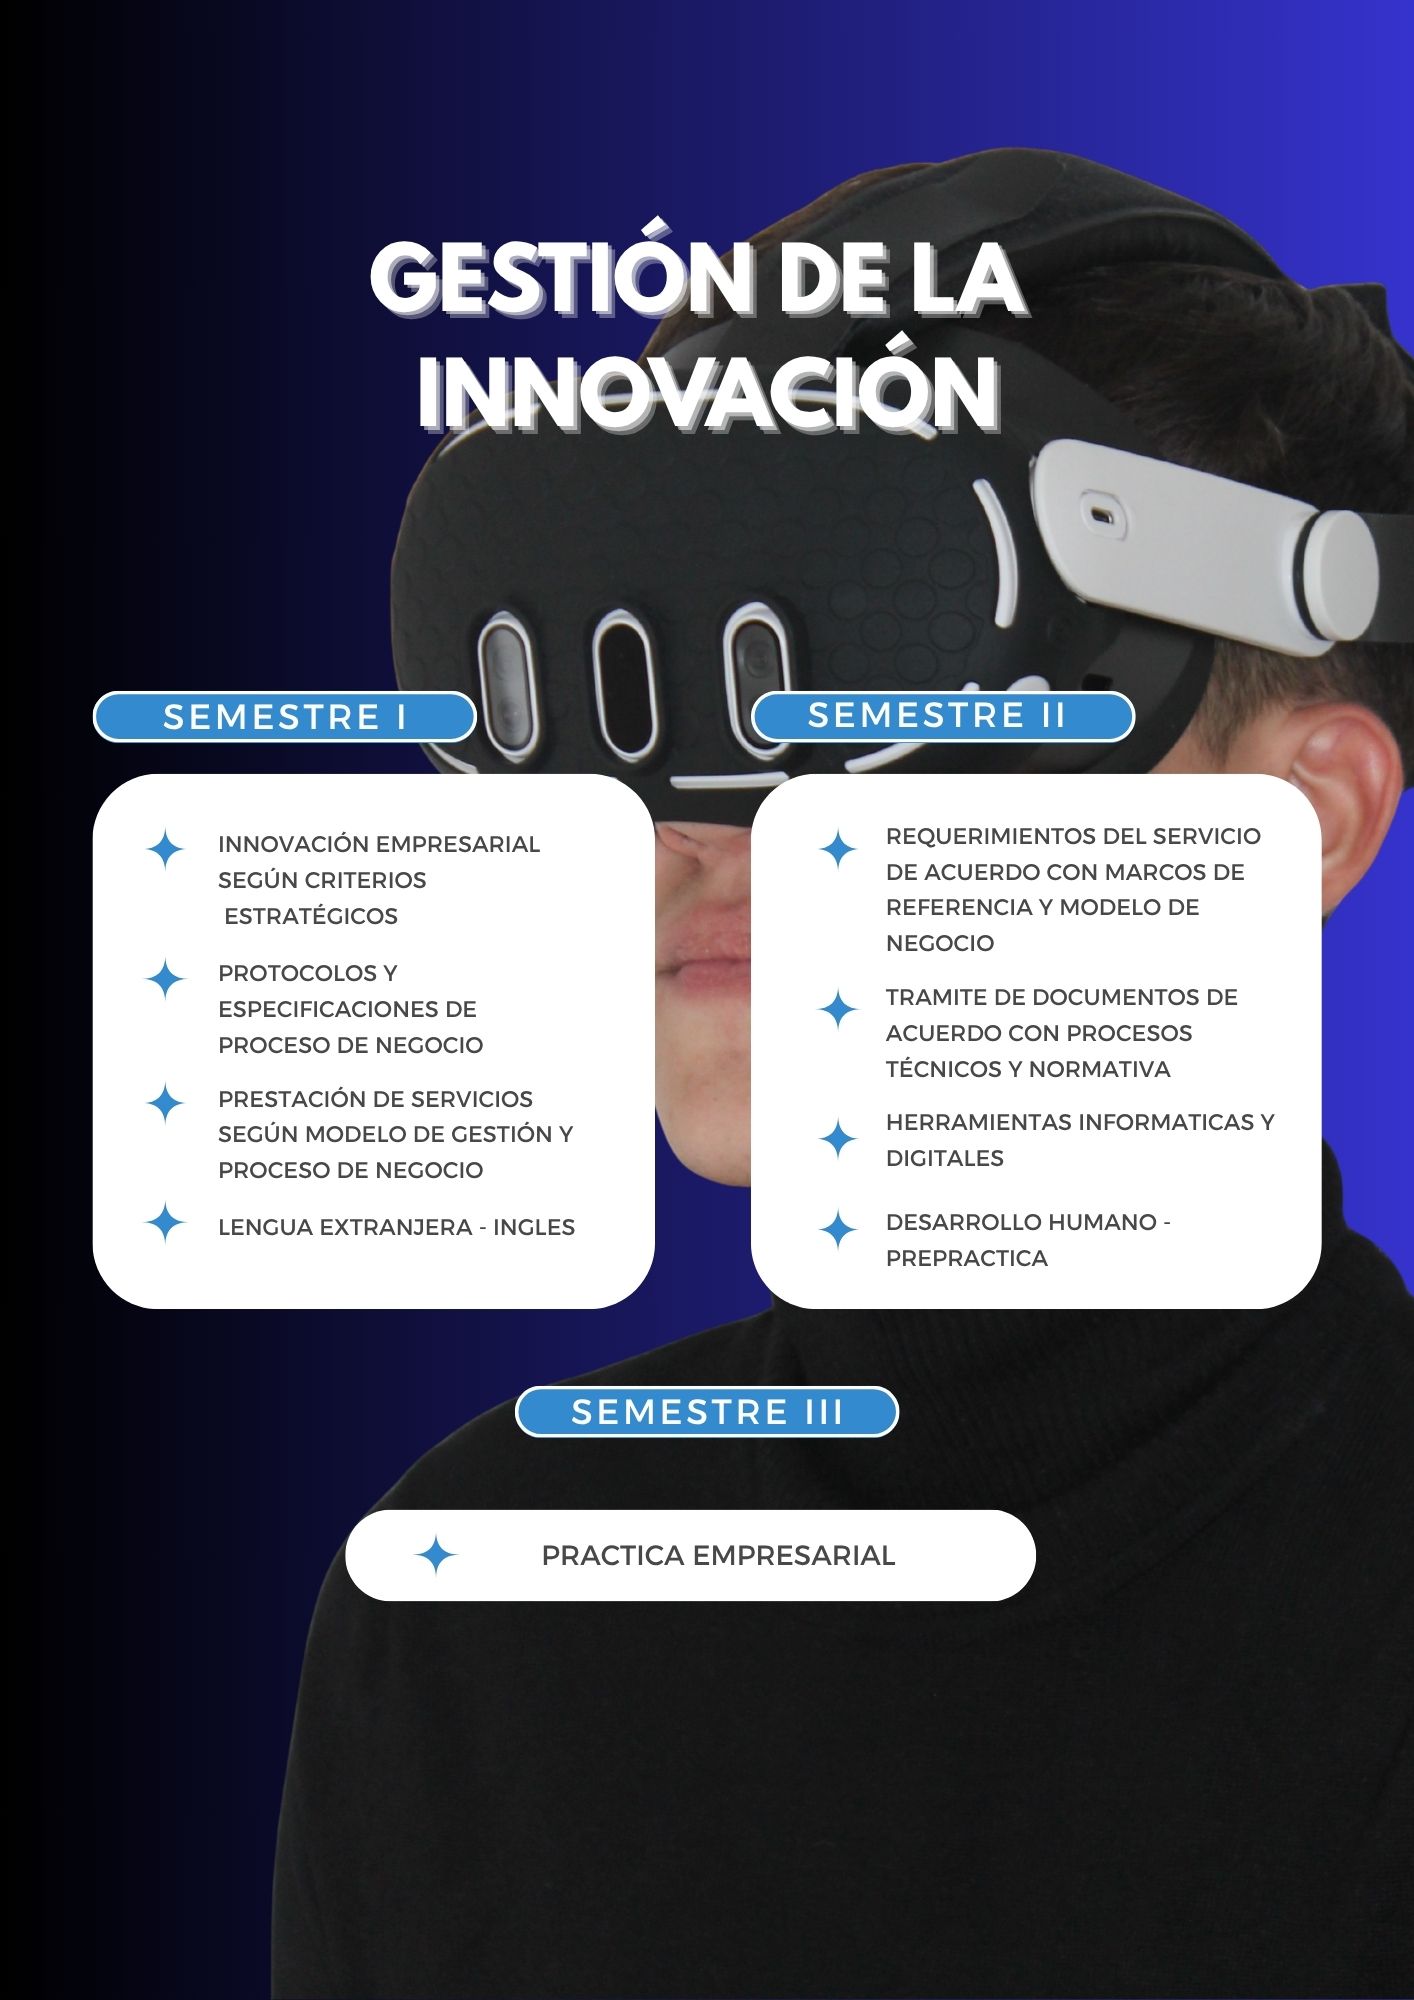 GESTIÓN DE LA
INNOVACIÓN
SEMESTRE I
INNOVACIÓN EMPRESARIAL
SEGÚN CRITERIOS
ESTRATÉGICOS
PROTOCOLOS Y
ESPECIFICACIONES DE
PROCESO DE NEGOCIO
PRESTACIÓN DE SERVICIOS
SEGÚN MODELO DE GESTIÓN Y
PROCESO DE NEGOCIO
LENGUA EXTRANJERA - INGLES
SEMESTRE II
REQUERIMIENTOS DEL SERVICIO
DE ACUERDO CON MARCOS DE
REFERENCIA Y MODELO DE
NEGOCIO
TRAMITE DE DOCUMENTOS DE
ACUERDO CON PROCESOS
TÉCNICOS Y NORMATIVA
HERRAMIENTAS INFORMATICAS Y
DIGITALES
DESARROLLO HUMANO -
PREPRACTICA
SEMESTRE III
PRACTICA EMPRESARIAL